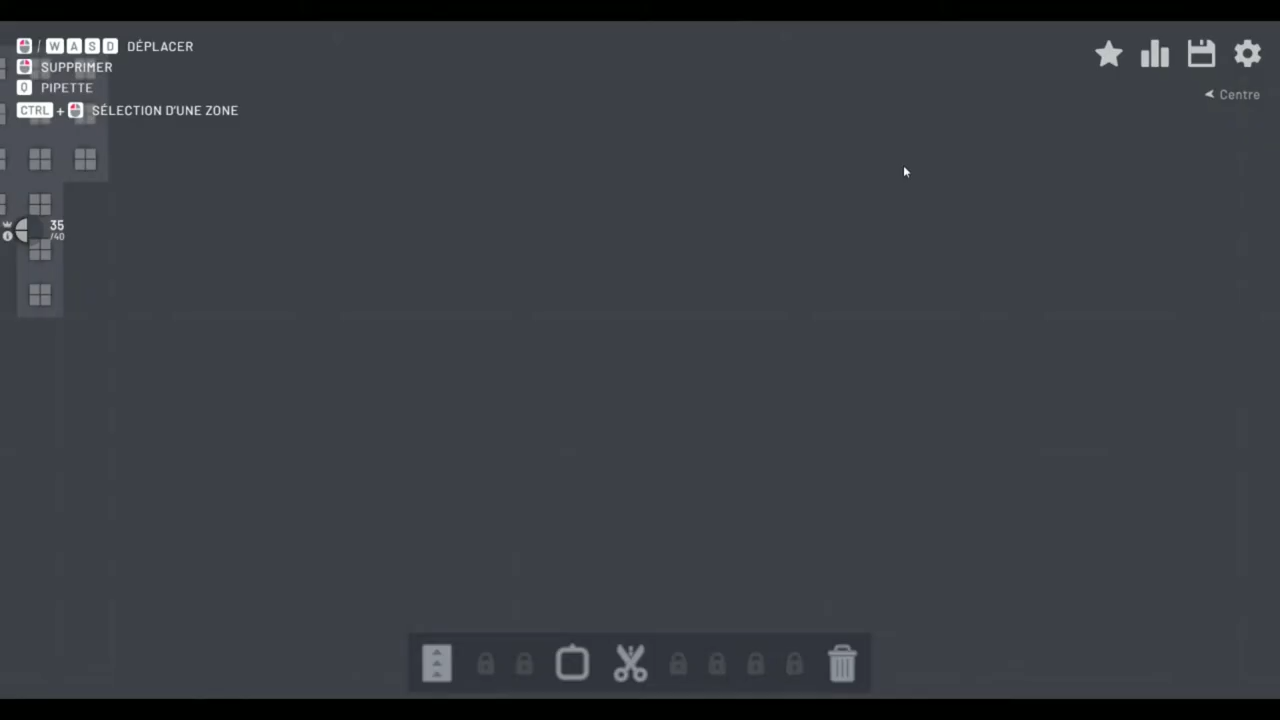 / W A S D DÉPLACER
SUPPRIMER
Q PIPETTE
CTRL + SÉLECTION D'UNE ZONE
Centre
35
/40